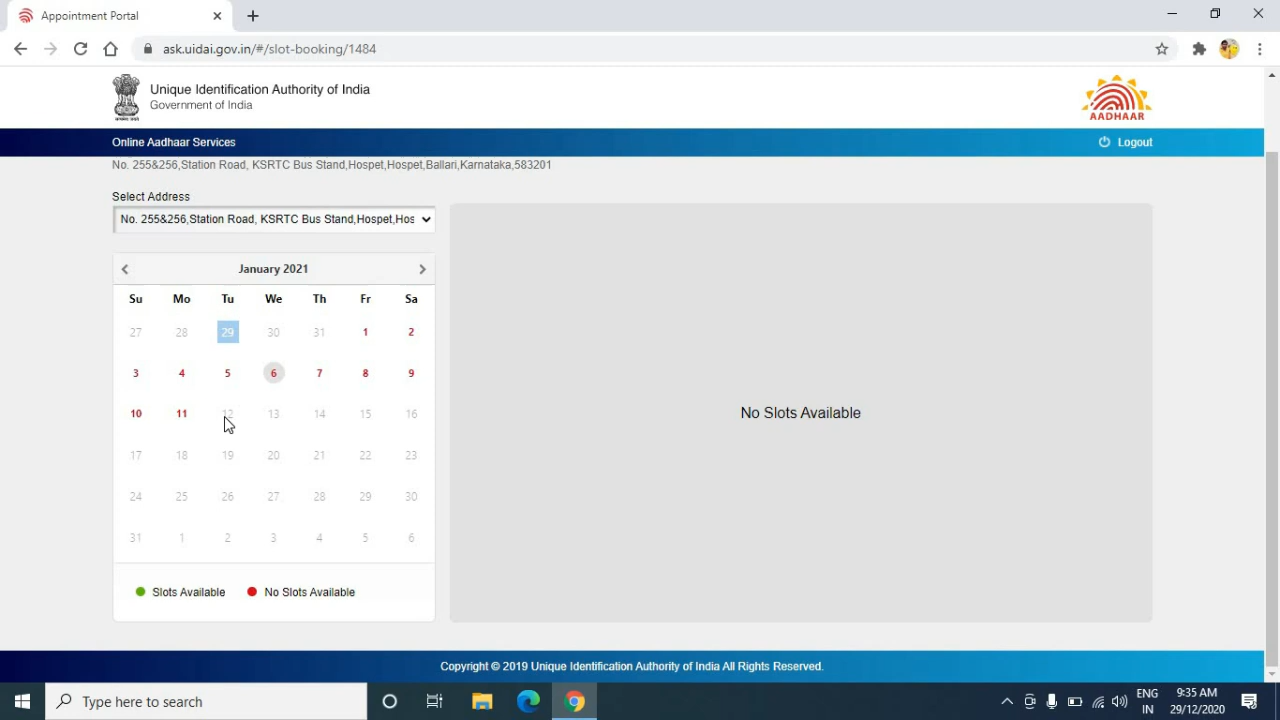 Appointment Portal
ask.uidai.gov.in/#/slot-booking/1484
Unique Identification Authority of India
Government of India
AADHAAR
Online Aadhaar Services
Logout
No. 255&256,Station Road, KSRTC Bus Stand,Hospet,Hospet,Ballari,Karnataka,583201
Select Address
No. 255&256,Station Road, KSRTC Bus Stand,Hospet,Hos
January 2021
Su Mo Tu We Th Fr Sa
27 28 29 30 31 1 2
3 4 5 6 7 8 9
10 11 12 13 14 15 16
17 18 19 20 21 22 23
24 25 26 27 28 29 30
31 1 2 3 4 5 6
Slots Available No Slots Available
No Slots Available
Copyright © 2019 Unique Identification Authority of India All Rights Reserved.
Type here to search
ENG
IN
9:35 AM
29/12/2020